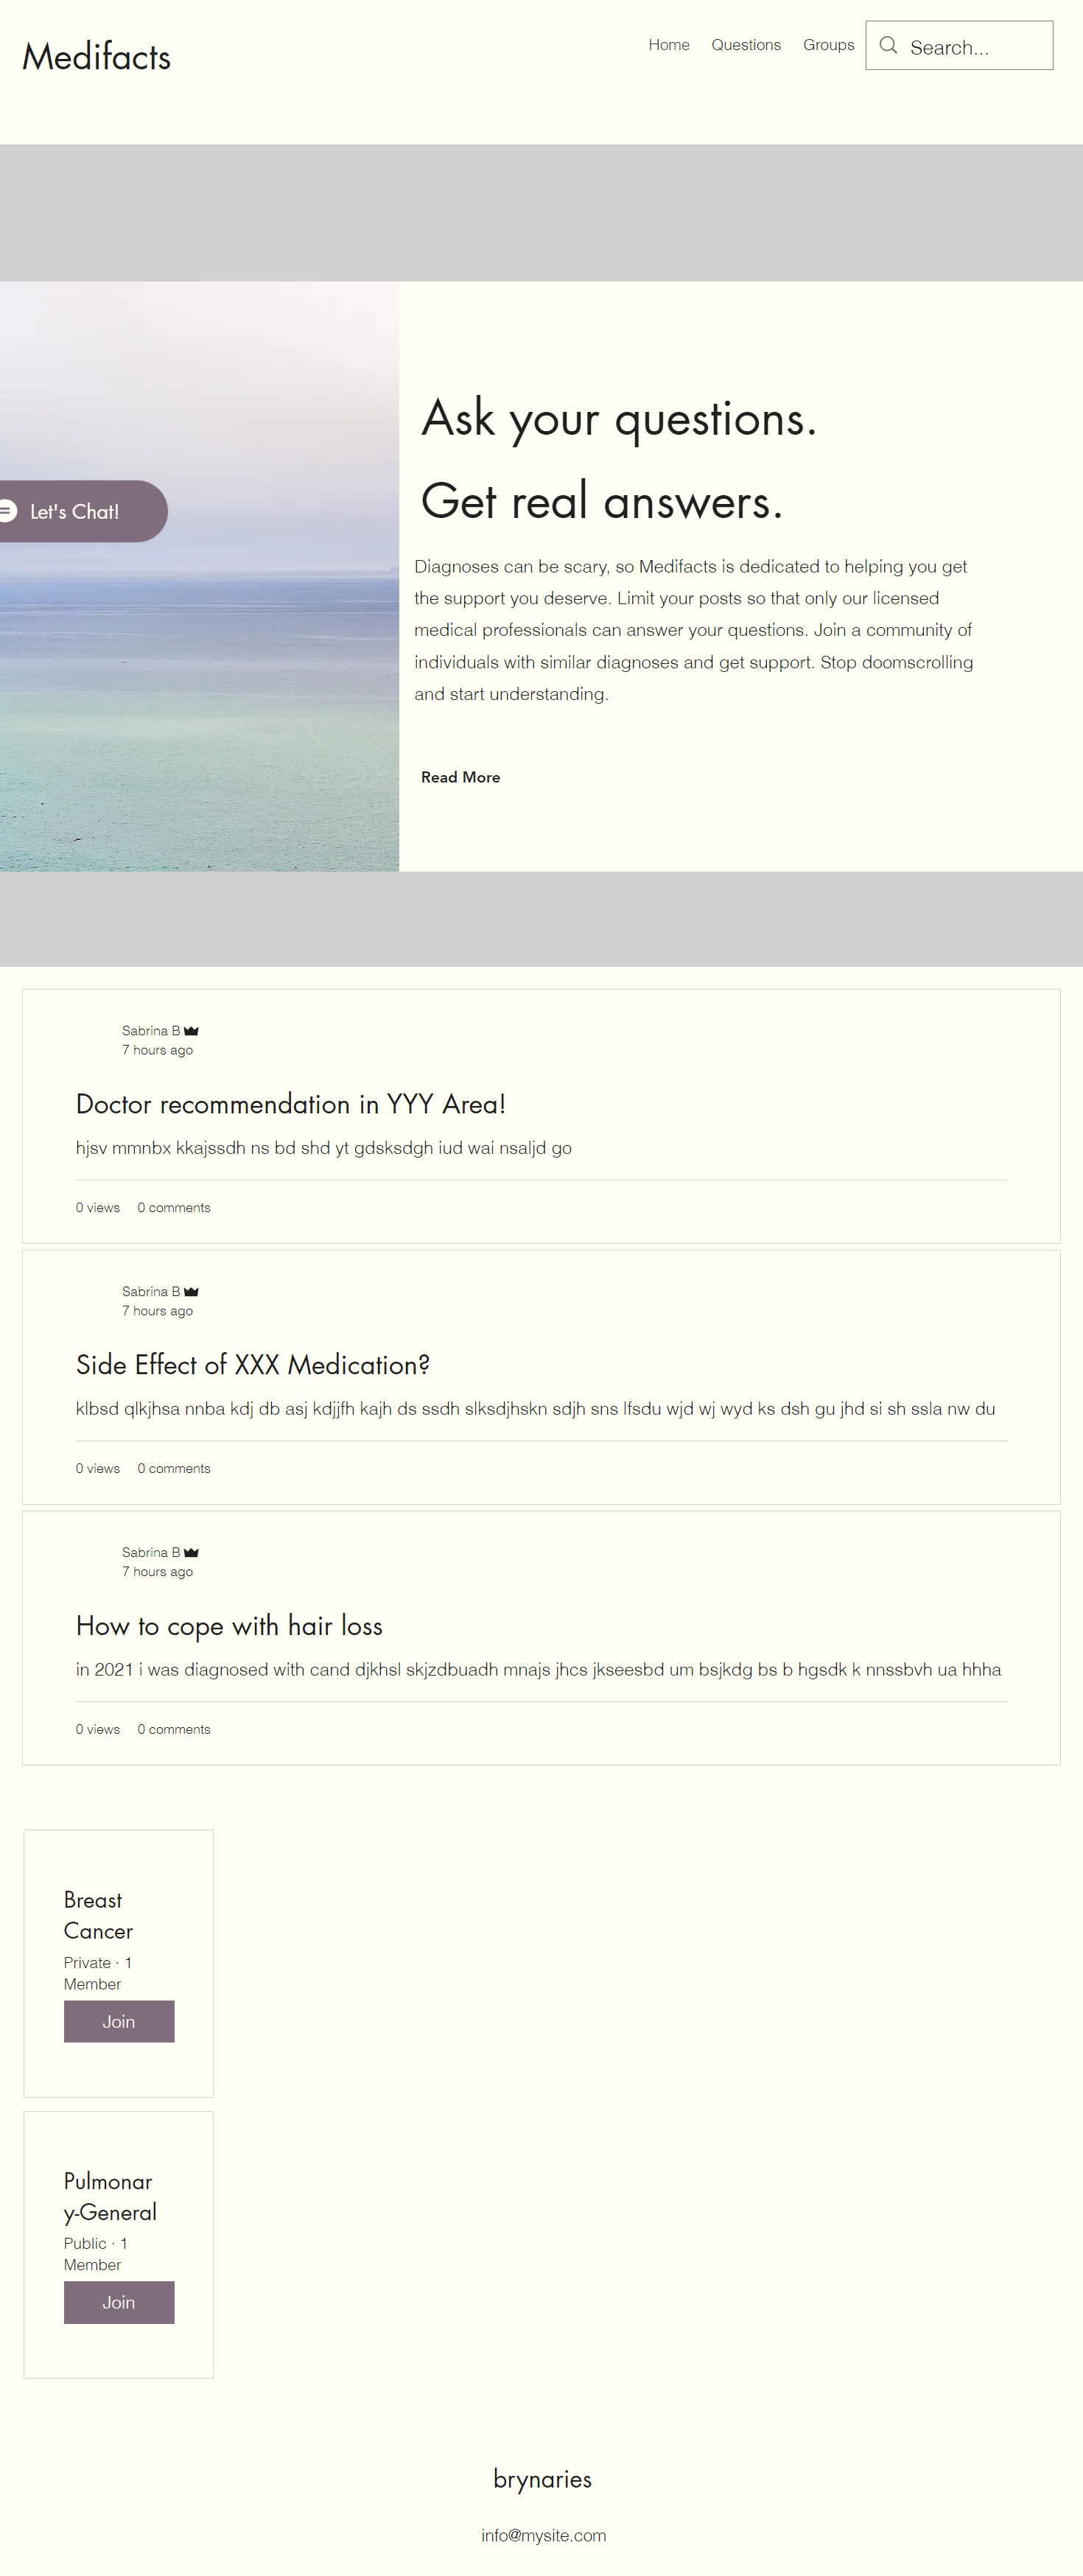 Medifacts
Home
Questions
Groups
Search...
Ask your questions.
Get real answers.
Let's Chat!
Diagnoses can be scary, so Medifacts is dedicated to helping you get
the support you deserve. Limit your posts so that only our licensed
medical professionals can answer your questions. Join a community of
individuals with similar diagnoses and get support. Stop doomscrolling
and start understanding.
Read More
Sabrina B
7 hours ago
Doctor recommendation in YYY Area!
hjsv mmnbx kkajssdh ns bd shd yt gdsksdgh iud wai nsaljd go
0 views 0 comments
Sabrina B
7 hours ago
Side Effect of XXX Medication?
klbsd qlkjhsa nnba kdj db asj kdjjfh kajh ds ssdh slksdjhskn sdjh sns lfsdu wjd wj wyd ks dsh gu jhd si sh ssla nw du
0 views 0 comments
Sabrina B
7 hours ago
How to cope with hair loss
in 2021 i was diagnosed with cand djkhsl skjzdbuadh mnajs jhcs jkseesbd um bsjkdg bs b hgsdk k nnssbvh ua hhha
0 views 0 comments
Breast
Cancer
Private · 1
Member
Join
Pulmonar
y-General
Public · 1
Member
Join
brynaries
info@mysite.com